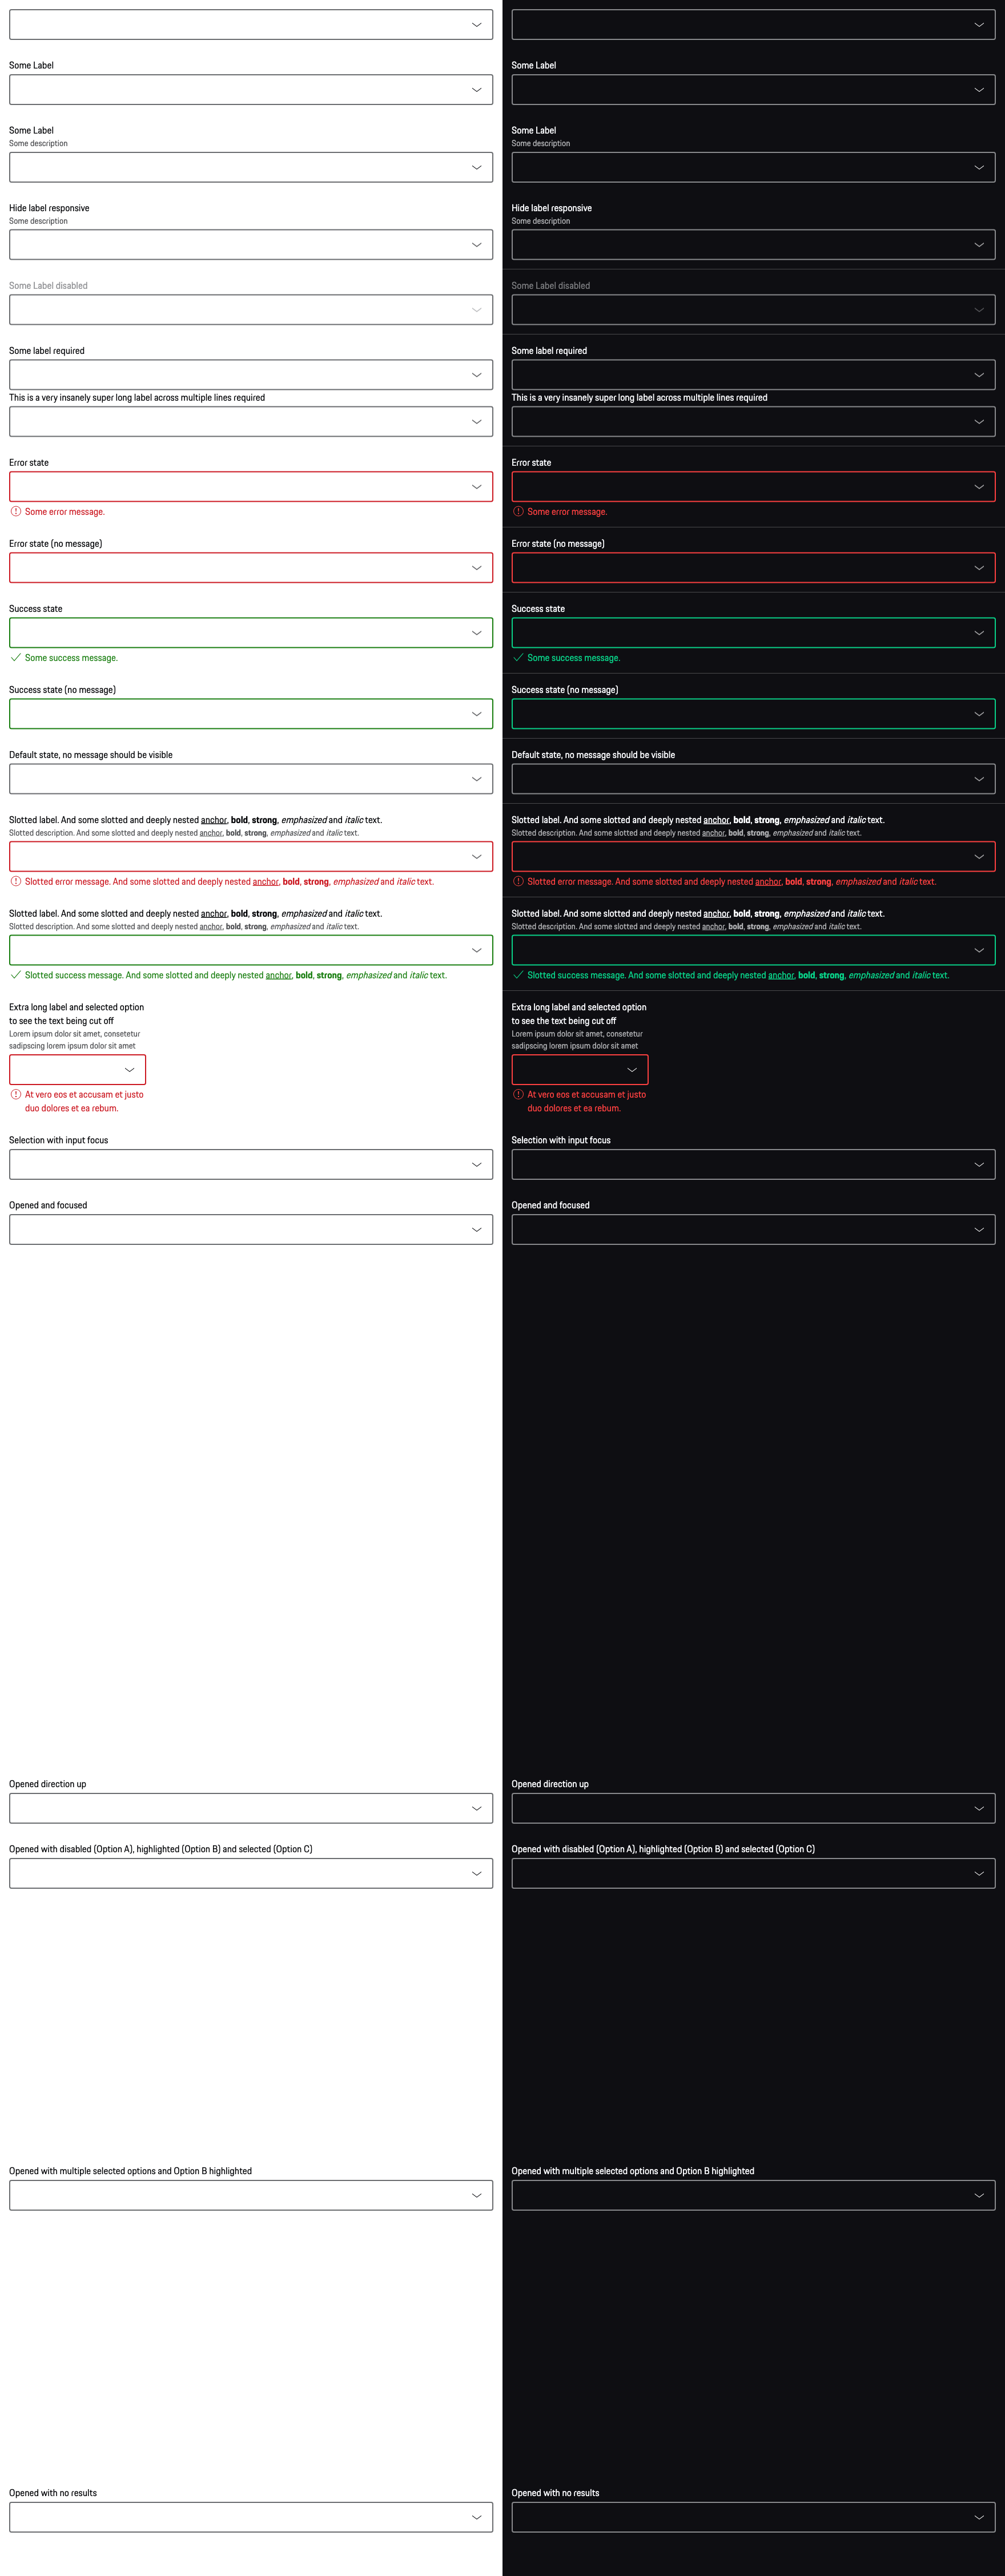 Some Label
Some Label
Some description
Hide label responsive
Some description
Some Label disabled
Some label required
This is a very insanely super long label across multiple lines required
Error state
Some error message.
Error state (no message)
Success state
Some success message.
Success state (no message)
Default state, no message should be visible
Slotted label. And some slotted and deeply nested anchor, bold, strong, emphasized and italic text.
Slotted description. And some slotted and deeply nested anchor, bold, strong, emphasized and italic text.
Slotted error message. And some slotted and deeply nested anchor, bold, strong, emphasized and italic text.
Slotted label. And some slotted and deeply nested anchor, bold, strong, emphasized and italic text.
Slotted description. And some slotted and deeply nested anchor, bold, strong, emphasized and italic text.
Slotted success message. And some slotted and deeply nested anchor, bold, strong, emphasized and italic text.
Extra long label and selected option
to see the text being cut off
Lorem ipsum dolor sit amet, consetetur
sadipscing lorem ipsum dolor sit amet
At vero eos et accusam et justo
duo dolores et ea rebum.
Selection with input focus
Opened and focused
Opened direction up
Opened with disabled (Option A), highlighted (Option B) and selected (Option C)
Opened with multiple selected options and Option B highlighted
Opened with no results
Some Label
Some Label
Some description
Hide label responsive
Some description
Some Label disabled
Some label required
This is a very insanely super long label across multiple lines required
Error state
Some error message.
Error state (no message)
Success state
Some success message.
Success state (no message)
Default state, no message should be visible
Slotted label. And some slotted and deeply nested anchor, bold, strong, emphasized and italic text.
Slotted description. And some slotted and deeply nested anchor, bold, strong, emphasized and italic text.
Slotted error message. And some slotted and deeply nested anchor, bold, strong, emphasized and italic text.
Slotted label. And some slotted and deeply nested anchor, bold, strong, emphasized and italic text.
Slotted description. And some slotted and deeply nested anchor, bold, strong, emphasized and italic text.
Slotted success message. And some slotted and deeply nested anchor, bold, strong, emphasized and italic text.
Extra long label and selected option
to see the text being cut off
Lorem ipsum dolor sit amet, consetetur
sadipscing lorem ipsum dolor sit amet
At vero eos et accusam et justo
duo dolores et ea rebum.
Selection with input focus
Opened and focused
Opened direction up
Opened with disabled (Option A), highlighted (Option B) and selected (Option C)
Opened with multiple selected options and Option B highlighted
Opened with no results